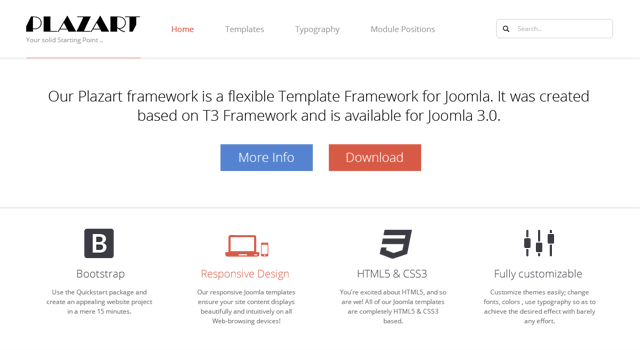 PLAZART
Your solid Starting Point ..
Home
Templates
Typography
Module Positions
Search...
Our Plazart framework is a flexible Template Framework for Joomla. It was created
based on T3 Framework and is available for Joomla 3.0.
More Info
Download
B
Bootstrap
Use the Quickstart package and
create an appealing website project
in a mere 15 minutes.
Responsive Design
Our responsive Joomla templates
ensure your site content displays
beautifully and intuitively on all
Web-browsing devices!
HTML5 & CSS3
You're excited about HTML5, and so
are we! All of our Joomla templates
are completely HTML5 & CSS3
based.
Fully customizable
Customize themes easily; change
fonts, colors , use typography so as to
achieve the desired effect with barely
any effort.